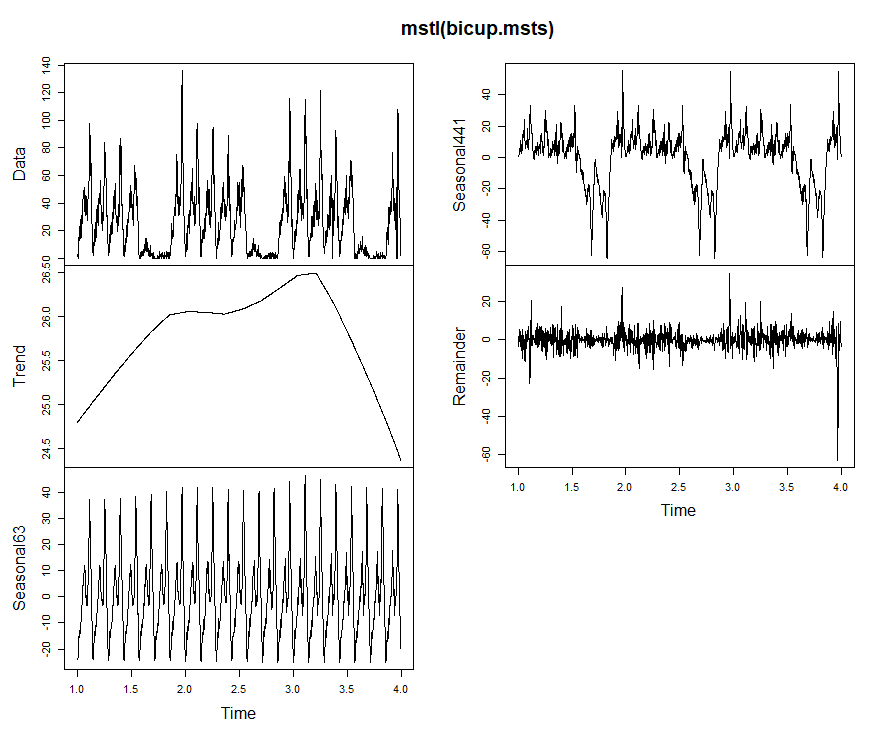 mstl(bicup.msts)
Data
0 20 40 60 80 100 120 140
Trend
24.5 25.0 25.5 26.0 26.5
Seasonal63
-20 -10 0 10 20 30 40
1.0 1.5 2.0 2.5 3.0 3.5 4.0
Time
Seasonal441
-60 -40 -20 0 20 40
Remainder
-60 -40 -20 0 20
1.0 1.5 2.0 2.5 3.0 3.5 4.0
Time